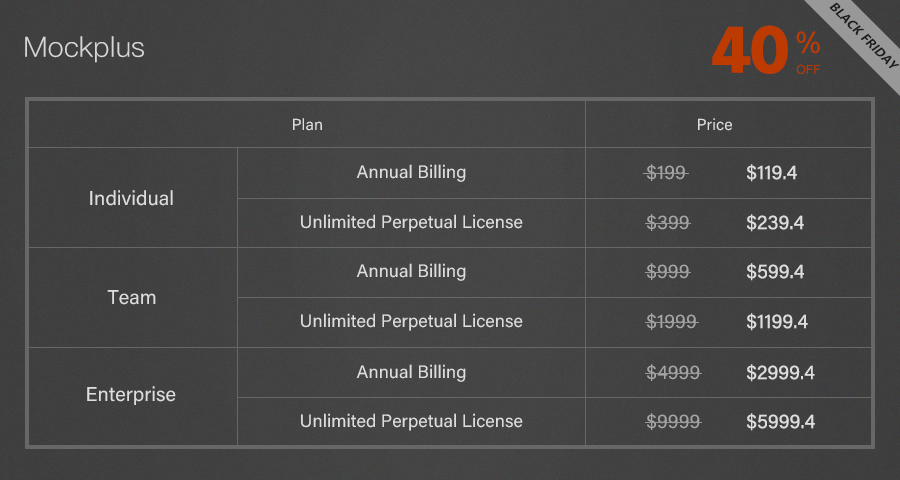 BLACK FRIDAY
Mockplus
40 %
OFF
Plan Price
Individual
Annual Billing $199 $119.4
Unlimited Perpetual License $399 $239.4
Team
Annual Billing $999 $599.4
Unlimited Perpetual License $1999 $1199.4
Enterprise
Annual Billing $4999 $2999.4
Unlimited Perpetual License $9999 $5999.4